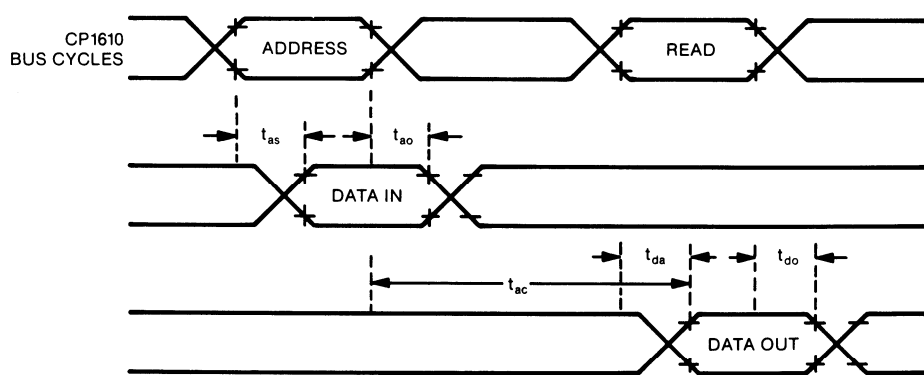 CP1610
BUS CYCLES
ADDRESS
READ
tas
tao
DATA IN
tda
tdo
tac
DATA OUT